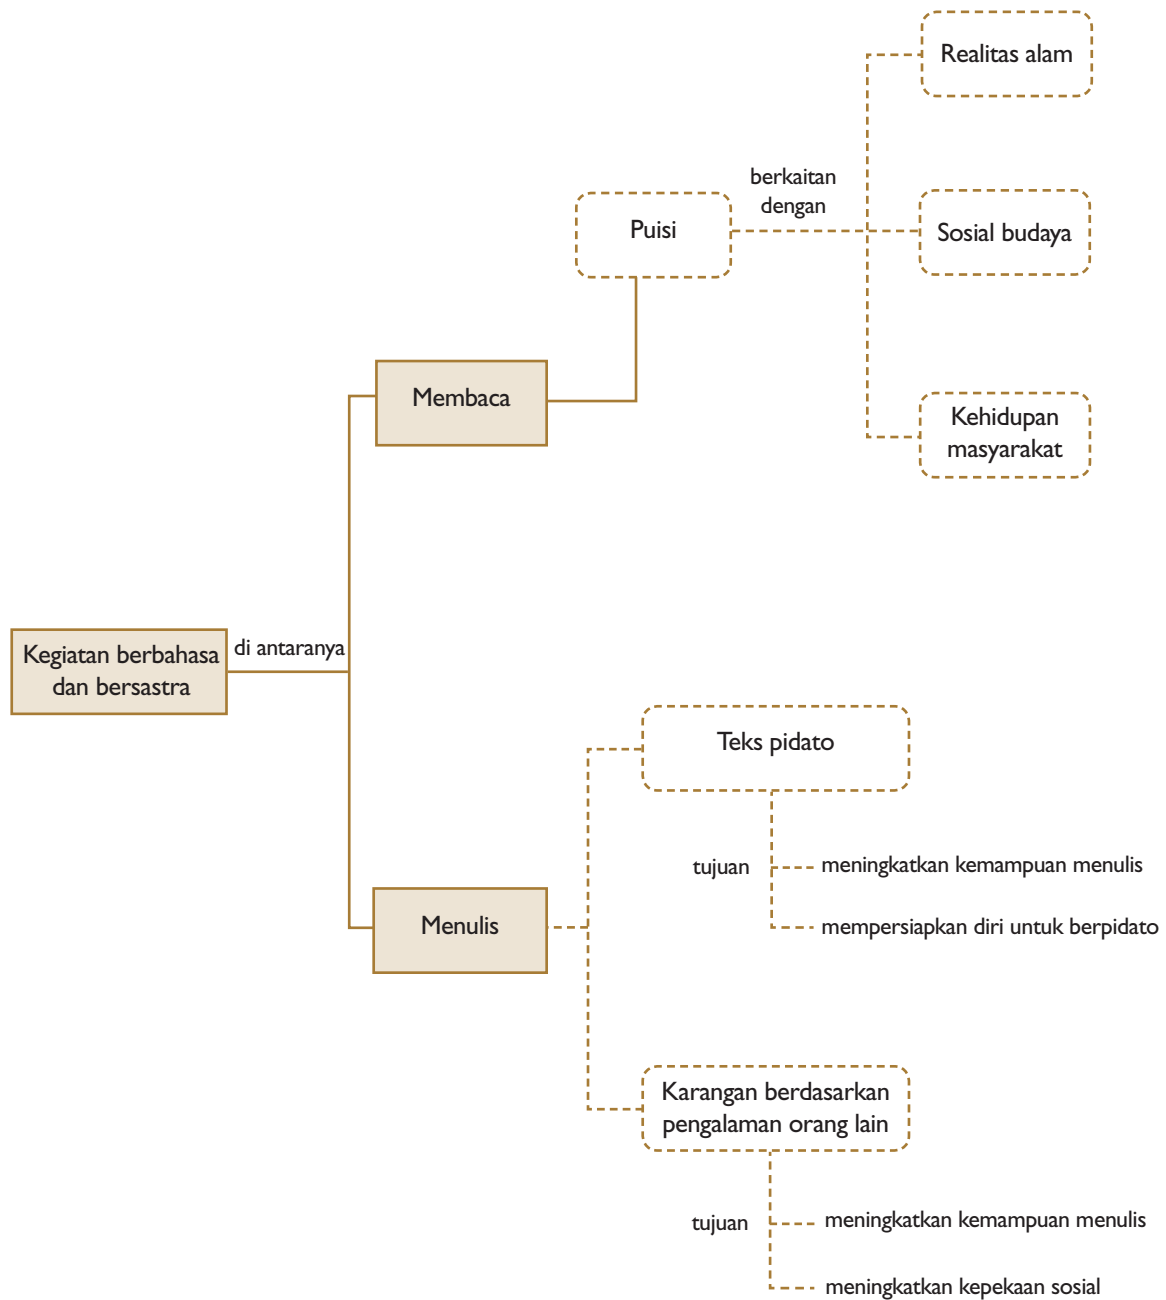 Realitas alam
berkaitan
dengan
Puisi
Sosial budaya
Membaca
Kehidupan
masyarakat
Kegiatan berbahasa
dan bersastra
di antaranya
Teks pidato
tujuan
meningkatkan kemampuan menulis
mempersiapkan diri untuk berpidato
Menulis
Karangan berdasarkan
pengalaman orang lain
tujuan
meningkatkan kemampuan menulis
meningkatkan kepekaan sosial